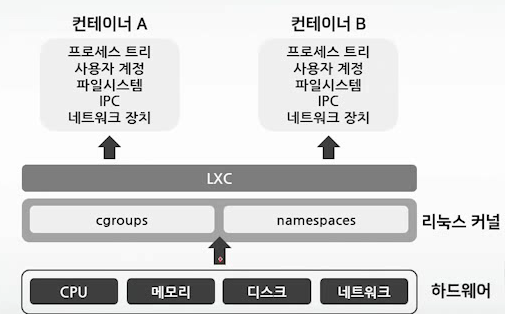 컨테이너 A
프로세스 트리
사용자 계정
파일시스템
IPC
네트워크 장치
컨테이너 B
프로세스 트리
사용자 계정
파일시스템
IPC
네트워크 장치
LXC
cgroups
namespaces
리눅스 커널
CPU
메모리
디스크
네트워크
하드웨어